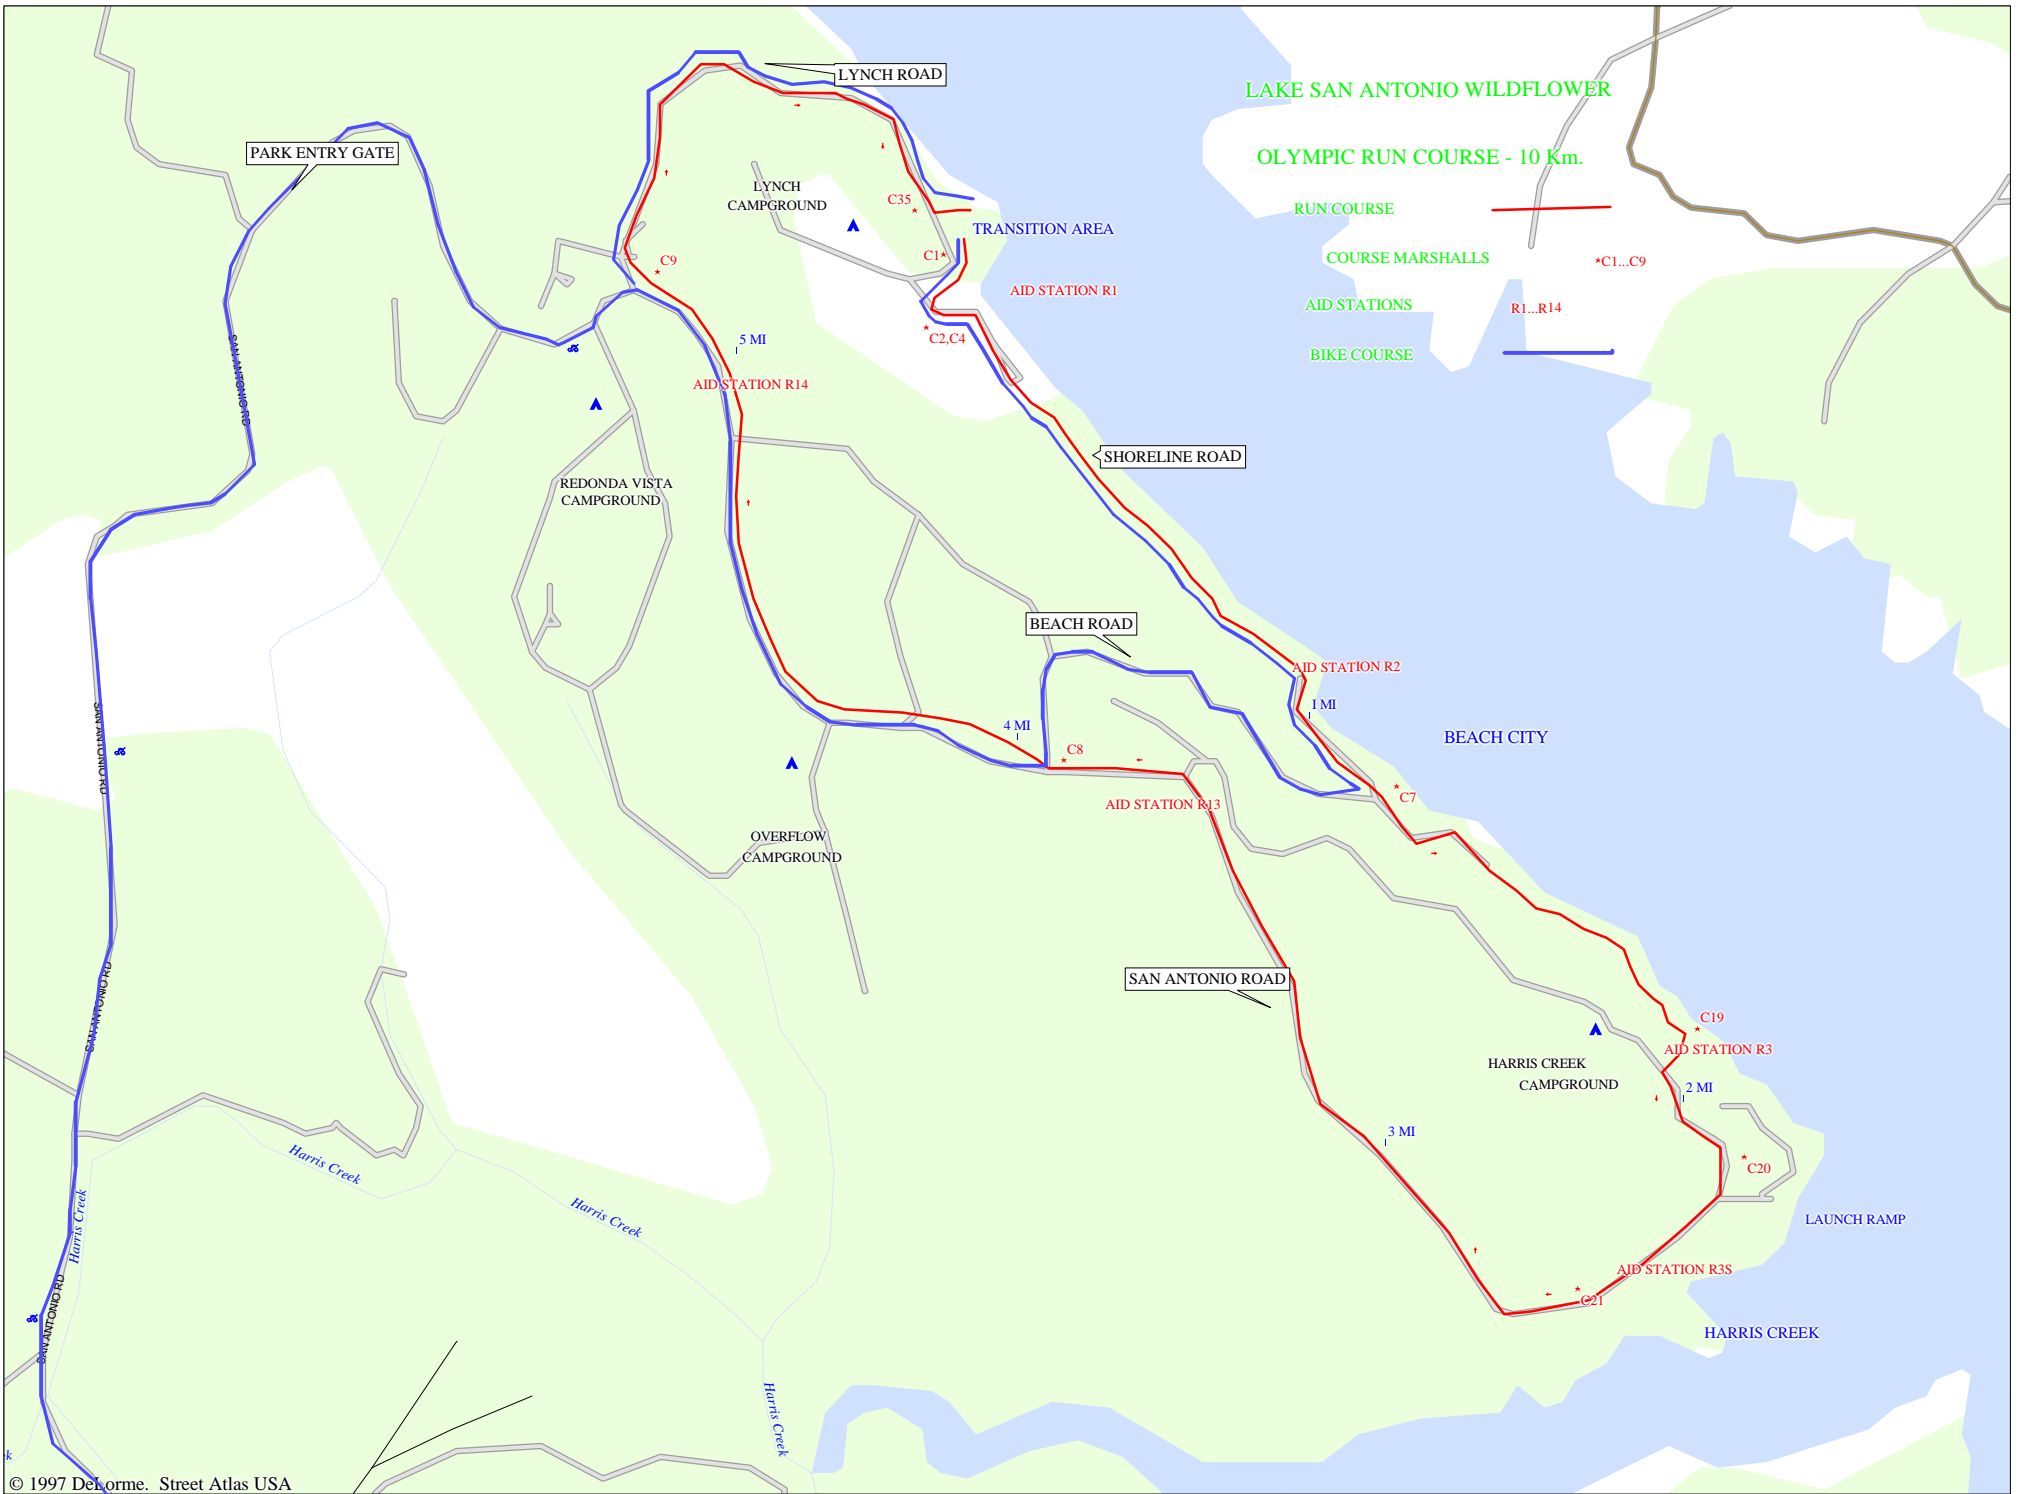 LYNCH ROAD
LAKE SAN ANTONIO WILDFLOWER
PARK ENTRY GATE
OLYMPIC RUN COURSE - 10 Km.
LYNCH
CAMPGROUND
C35
RUN COURSE
TRANSITION AREA
C1
C9
COURSE MARSHALLS
C1...C9
AID STATION R1
AID STATIONS
R1...R14
C2,C4
5 MI
BIKE COURSE
SAN ANTONIO RD
AID STATION R14
SHORELINE ROAD
REDONDA VISTA
CAMPGROUND
BEACH ROAD
AID STATION R2
1 MI
SAN ANTONIO RD
4 MI
BEACH CITY
C8
C7
AID STATION R13
OVERFLOW
CAMPGROUND
SAN ANTONIO ROAD
SAN ANTONIO RD
C19
AID STATION R3
HARRIS CREEK
CAMPGROUND
2 MI
3 MI
Harris Creek
C20
Harris Creek
Harris Creek
LAUNCH RAMP
AID STATION R3S
SAN ANTONIO RD
C21
HARRIS CREEK
Harris Creek
ek
© 1997 DeLorme. Street Atlas USA